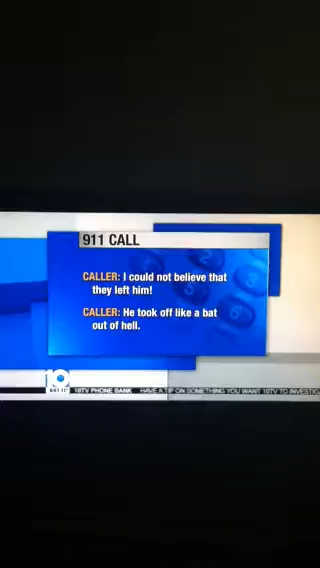 911 CALL
CALLER: I could not believe that
they left him!
CALLER: He took off like a bat
out of hell.
10
10TV PHONE BANK HAVE A TIP ON SOMETHING YOU WANT 10TV TO INVESTIG